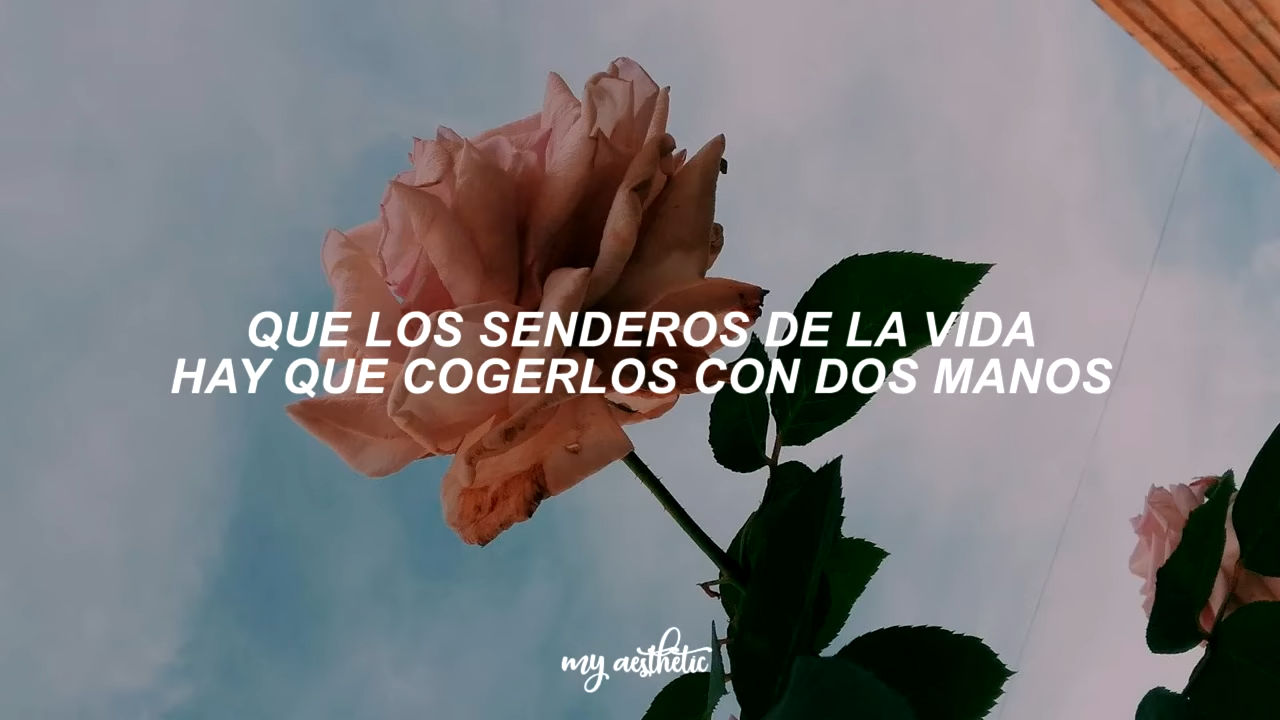 QUE LOS SENDEROS DE LA VIDA
HAY QUE COGERLOS CON DOS MANOS
my aesthetic